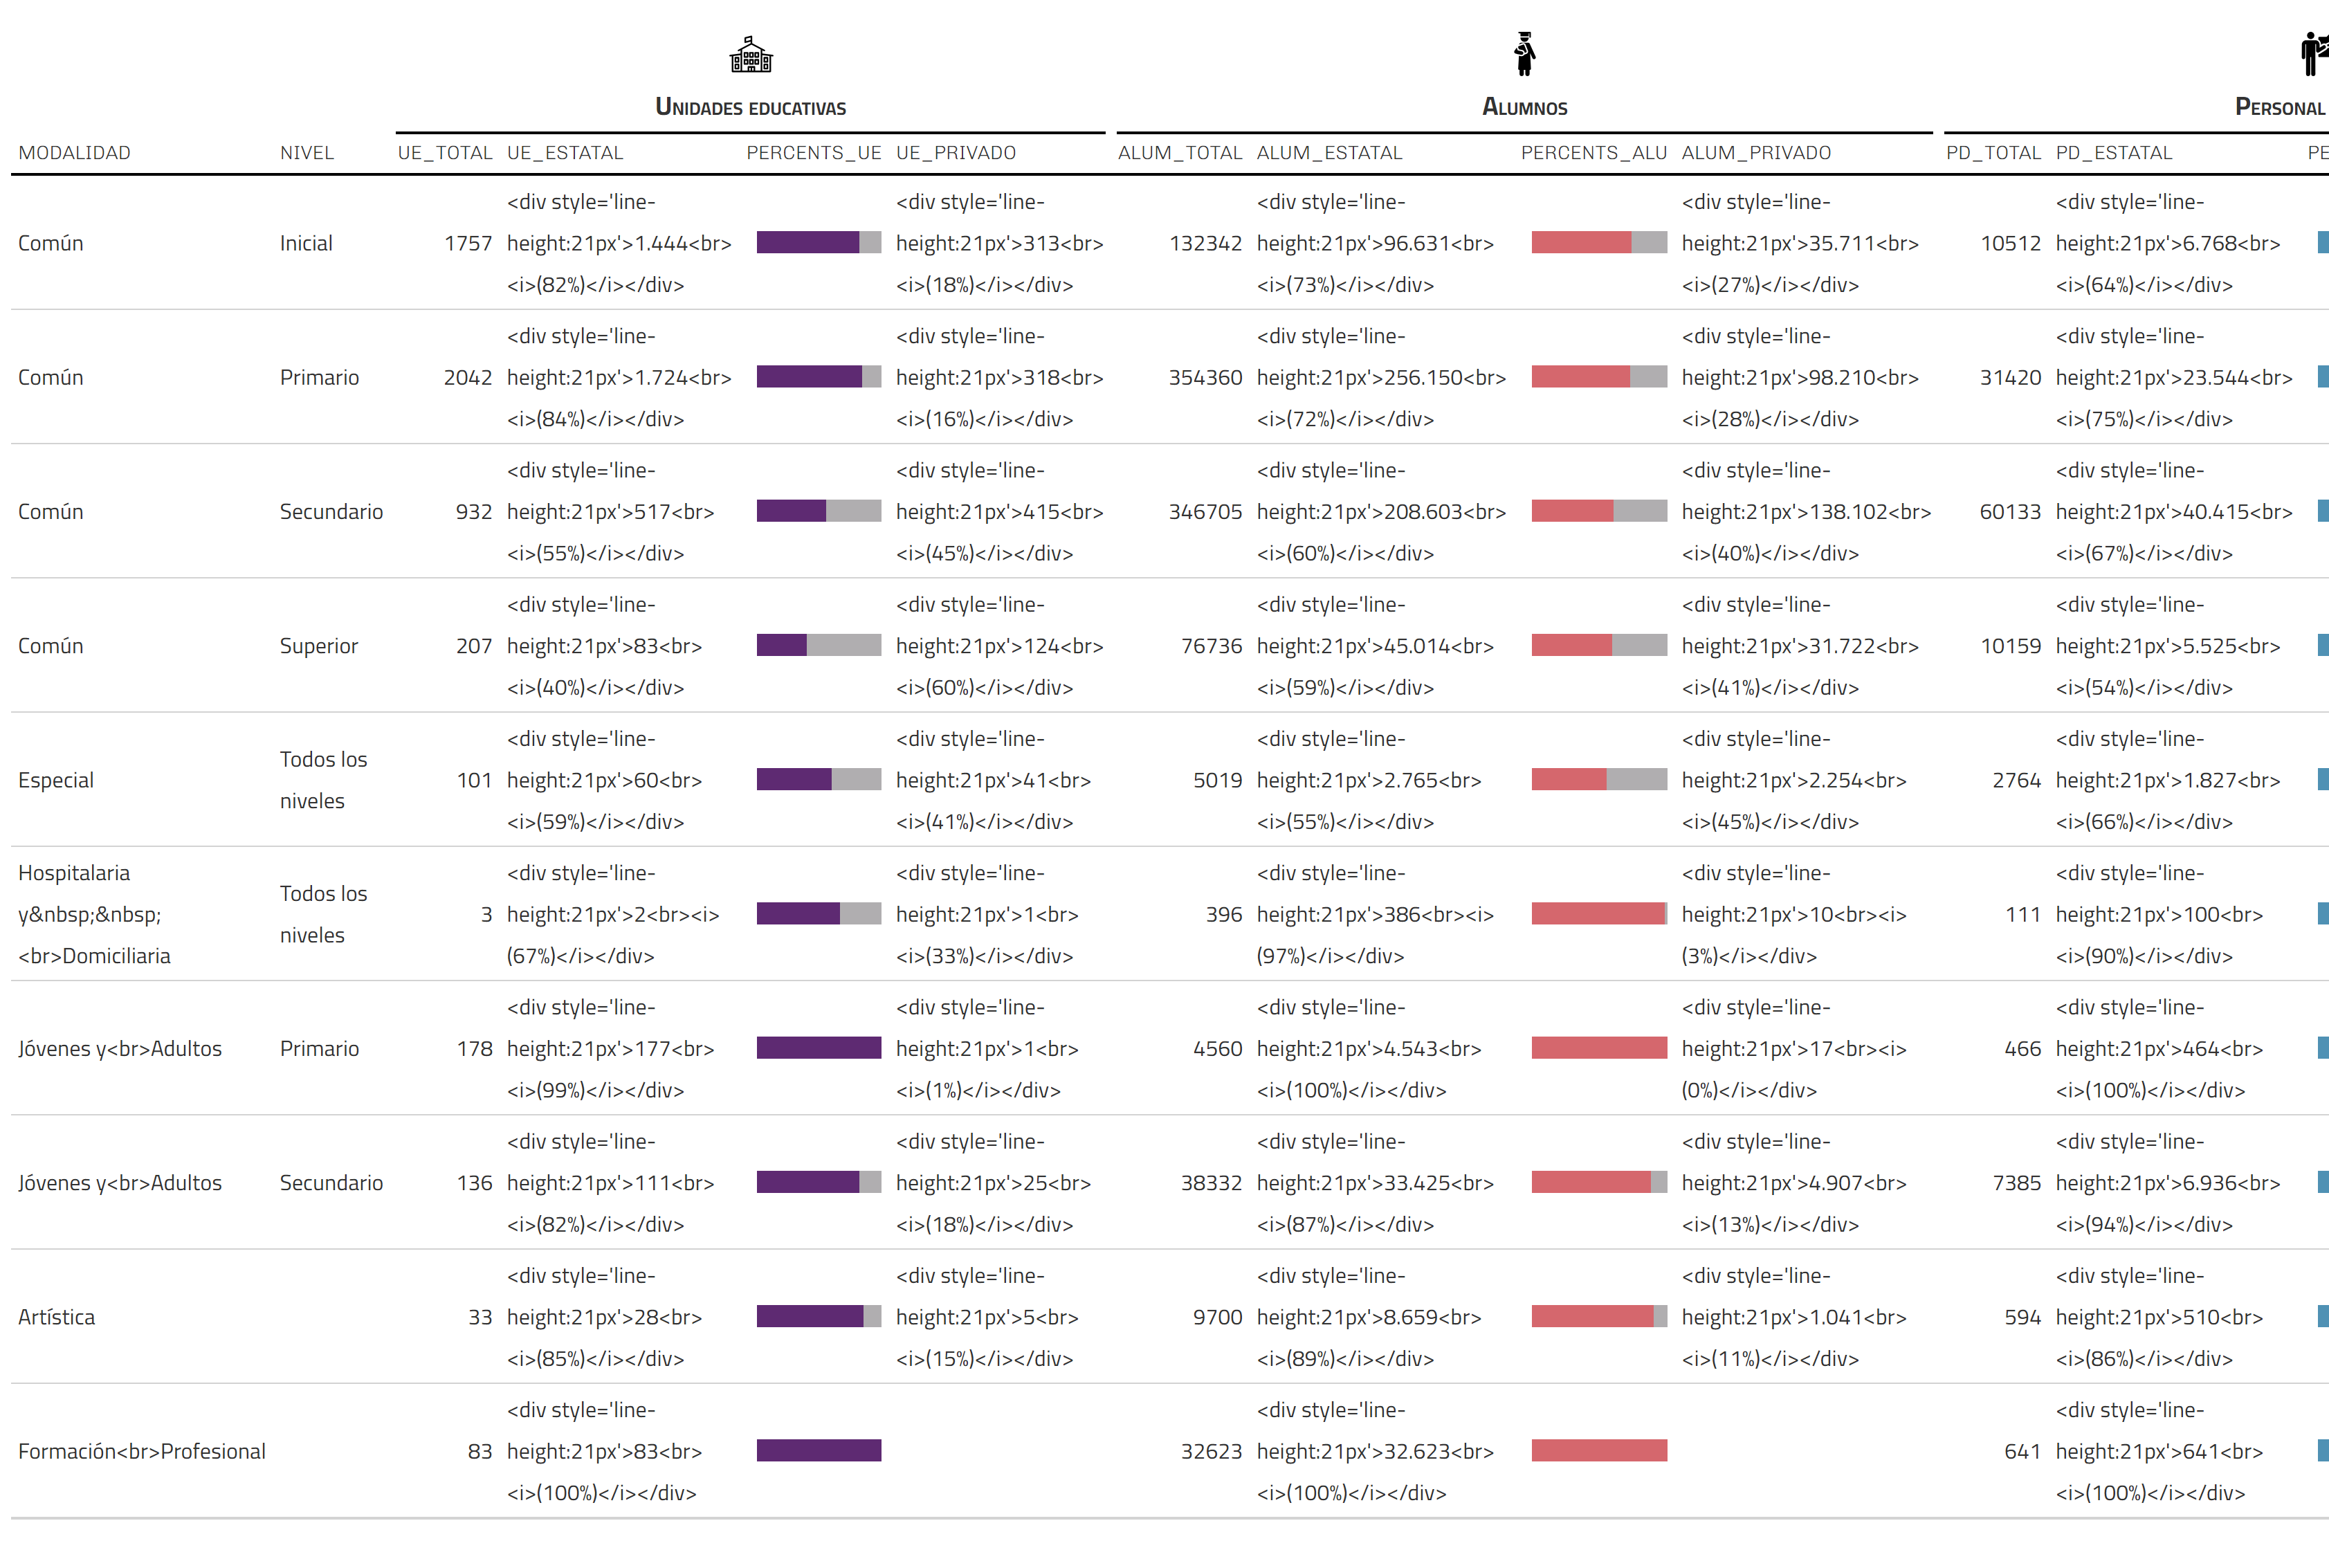 UNIDADES EDUCATIVAS ALUMNOS PERSONAL
MODALIDAD NIVEL UE_TOTAL UE_ESTATAL PERCENTS_UE UE_PRIVADO ALUM_TOTAL ALUM_ESTATAL PERCENTS_ALU ALUM_PRIVADO PD_TOTAL PD_ESTATAL PE
<div style='line- <div style='line- <div style='line- <div style='line- <div style='line-
Común Inicial 1757 height:21px'>1.444<br> height:21px'>313<br> 132342 height:21px'>96.631<br> height:21px'>35.711<br> 10512 height:21px'>6.768<br>
<i>(82%)</i></div> <i>(18%)</i></div> <i>(73%)</i></div> <i>(27%)</i></div> <i>(64%)</i></div>
<div style='line- <div style='line- <div style='line- <div style='line- <div style='line-
Común Primario 2042 height:21px'>1.724<br> height:21px'>318<br> 354360 height:21px'>256.150<br> height:21px'>98.210<br> 31420 height:21px'>23.544<br>
<i>(84%)</i></div> <i>(16%)</i></div> <i>(72%)</i></div> <i>(28%)</i></div> <i>(75%)</i></div>
<div style='line- <div style='line- <div style='line- <div style='line- <div style='line-
Común Secundario 932 height:21px'>517<br> height:21px'>415<br> 346705 height:21px'>208.603<br> height:21px'>138.102<br> 60133 height:21px'>40.415<br>
<i>(55%)</i></div> <i>(45%)</i></div> <i>(60%)</i></div> <i>(40%)</i></div> <i>(67%)</i></div>
<div style='line- <div style='line- <div style='line- <div style='line- <div style='line-
Común Superior 207 height:21px'>83<br> height:21px'>124<br> 76736 height:21px'>45.014<br> height:21px'>31.722<br> 10159 height:21px'>5.525<br>
<i>(40%)</i></div> <i>(60%)</i></div> <i>(59%)</i></div> <i>(41%)</i></div> <i>(54%)</i></div>
<div style='line- <div style='line- <div style='line- <div style='line- <div style='line-
Especial Todos los niveles 101 height:21px'>60<br> height:21px'>41<br> 5019 height:21px'>2.765<br> height:21px'>2.254<br> 2764 height:21px'>1.827<br>
<i>(59%)</i></div> <i>(41%)</i></div> <i>(55%)</i></div> <i>(45%)</i></div> <i>(66%)</i></div>
Hospitalaria <div style='line- <div style='line- <div style='line- <div style='line- <div style='line-
y&nbsp;&nbsp; Todos los niveles 3 height:21px'>2<br><i> height:21px'>1<br> 396 height:21px'>386<br><i> height:21px'>10<br><i> 111 height:21px'>100<br>
<br>Domiciliaria (67%)</i></div> <i>(33%)</i></div> (97%)</i></div> (3%)</i></div> <i>(90%)</i></div>
<div style='line- <div style='line- <div style='line- <div style='line- <div style='line-
Jóvenes y<br>Adultos Primario 178 height:21px'>177<br> height:21px'>1<br> 4560 height:21px'>4.543<br> height:21px'>17<br><i> 466 height:21px'>464<br>
<i>(99%)</i></div> <i>(1%)</i></div> <i>(100%)</i></div> (0%)</i></div> <i>(100%)</i></div>
<div style='line- <div style='line- <div style='line- <div style='line- <div style='line-
Jóvenes y<br>Adultos Secundario 136 height:21px'>111<br> height:21px'>25<br> 38332 height:21px'>33.425<br> height:21px'>4.907<br> 7385 height:21px'>6.936<br>
<i>(82%)</i></div> <i>(18%)</i></div> <i>(87%)</i></div> <i>(13%)</i></div> <i>(94%)</i></div>
<div style='line- <div style='line- <div style='line- <div style='line- <div style='line-
Artística 33 height:21px'>28<br> height:21px'>5<br> 9700 height:21px'>8.659<br> height:21px'>1.041<br> 594 height:21px'>510<br>
<i>(85%)</i></div> <i>(15%)</i></div> <i>(89%)</i></div> <i>(11%)</i></div> <i>(86%)</i></div>
<div style='line- <div style='line- <div style='line-
Formación<br>Profesional 83 height:21px'>83<br> 32623 height:21px'>32.623<br> 641 height:21px'>641<br>
<i>(100%)</i></div> <i>(100%)</i></div> <i>(100%)</i></div>